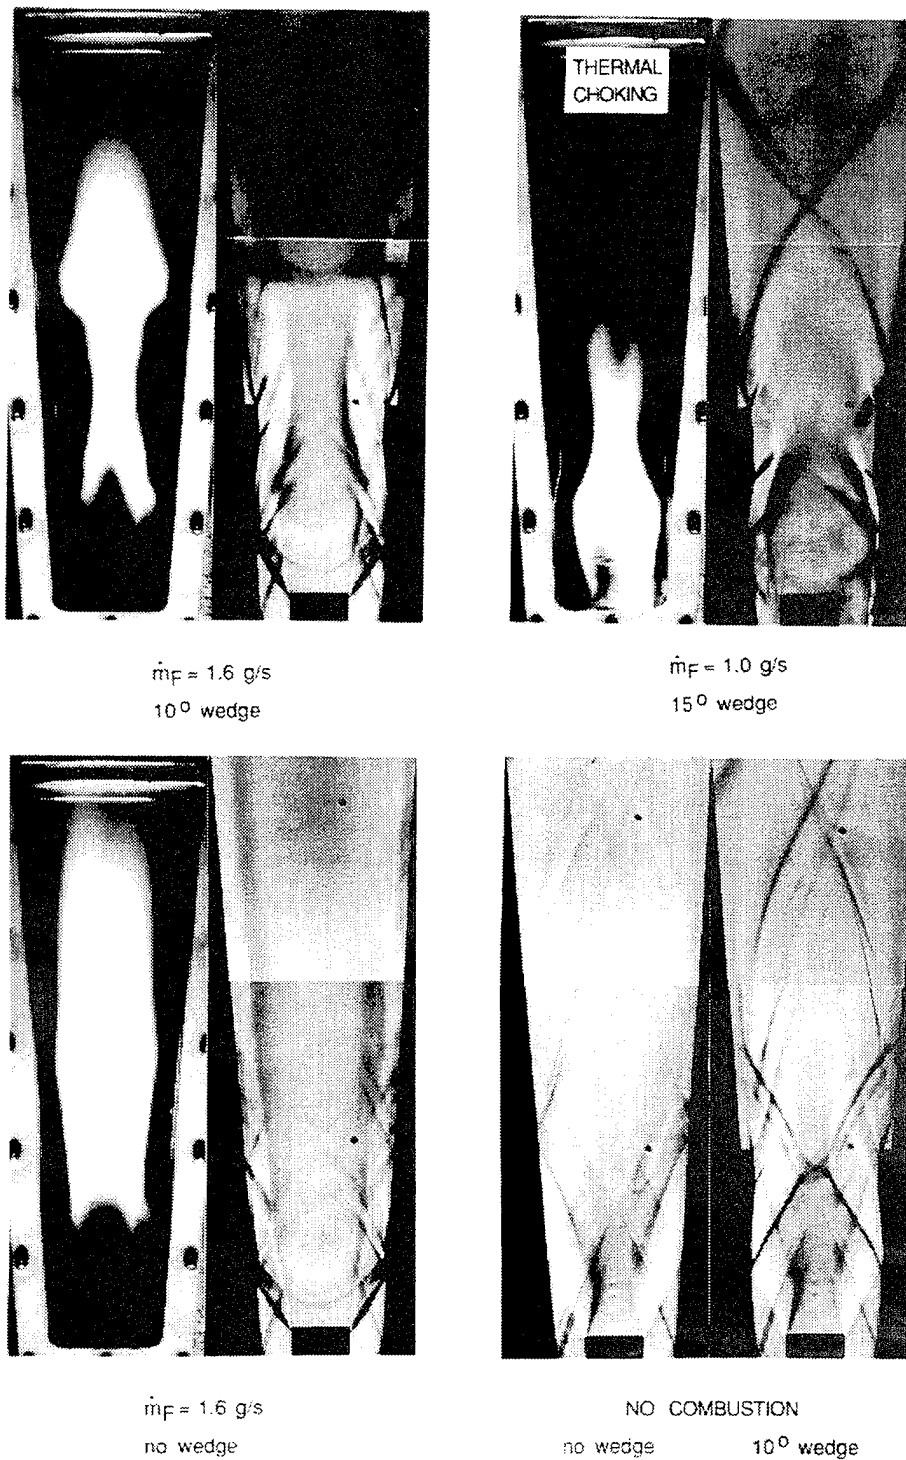 THERMAL
CHOKING
ṁF = 1.6 g/s
10° wedge
ṁF = 1.0 g/s
15° wedge
ṁF = 1.6 g/s
no wedge
NO COMBUSTION
no wedge 10° wedge